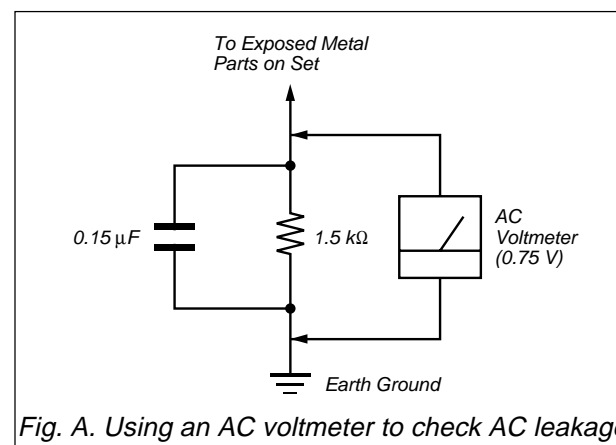 To Exposed Metal
Parts on Set
0.15 μF
1.5 kΩ
AC
Voltmeter
(0.75 V)
Earth Ground
Fig. A. Using an AC voltmeter to check AC leakage